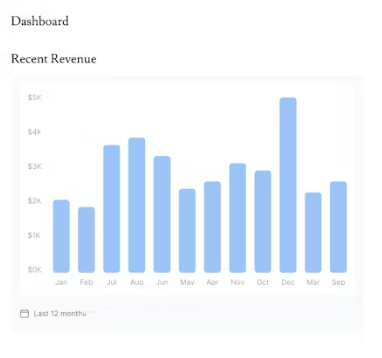 Dashboard
Recent Revenue
$5K
$4K
$3K
$2K
$1K
$0K
Jan Feb Jul Aug Jun May Apr Nov Oct Dec Mar Sep
Last 12 months